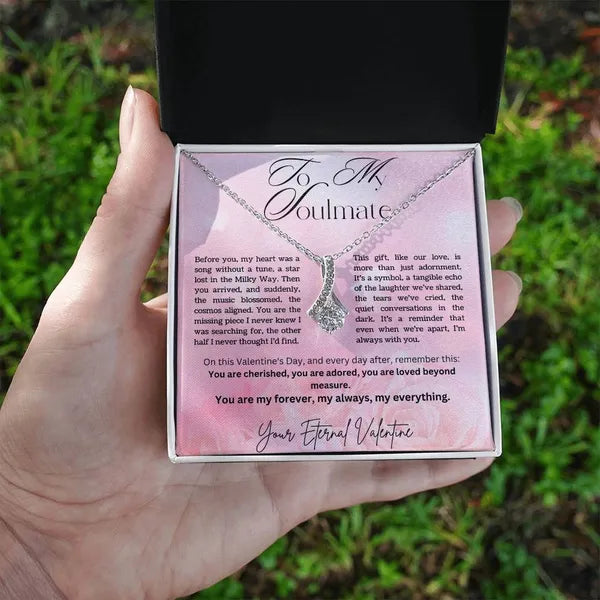 To My
Soulmate
Before you, my heart was a
song without a tune, a star
lost in the Milky Way. Then
you arrived, and suddenly,
the music blossomed, the
cosmos aligned. You are the
missing piece I never knew I
was searching for, the other
half I never thought I'd find.
This gift, like our love, is
more than just adornment.
It's a symbol, a tangible echo
of the laughter we've shared,
the tears we've cried, the
quiet conversations in the
dark. It's a reminder that
even when we're apart, I'm
always with you.
On this Valentine's Day, and every day after, remember this:
You are cherished, you are adored, you are loved beyond
measure.
You are my forever, my always, my everything.
Your Eternal Valentine